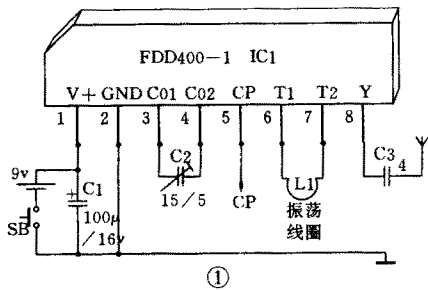 FDD400-1 IC1
V+ GND C01 C02 CP T1 T2 Y
1 2 3 4 5 6 7 8
9v
SB
+
C1
100μ
/16v
C2
15/5
CP
L1
振荡
线圈
C3
4
①